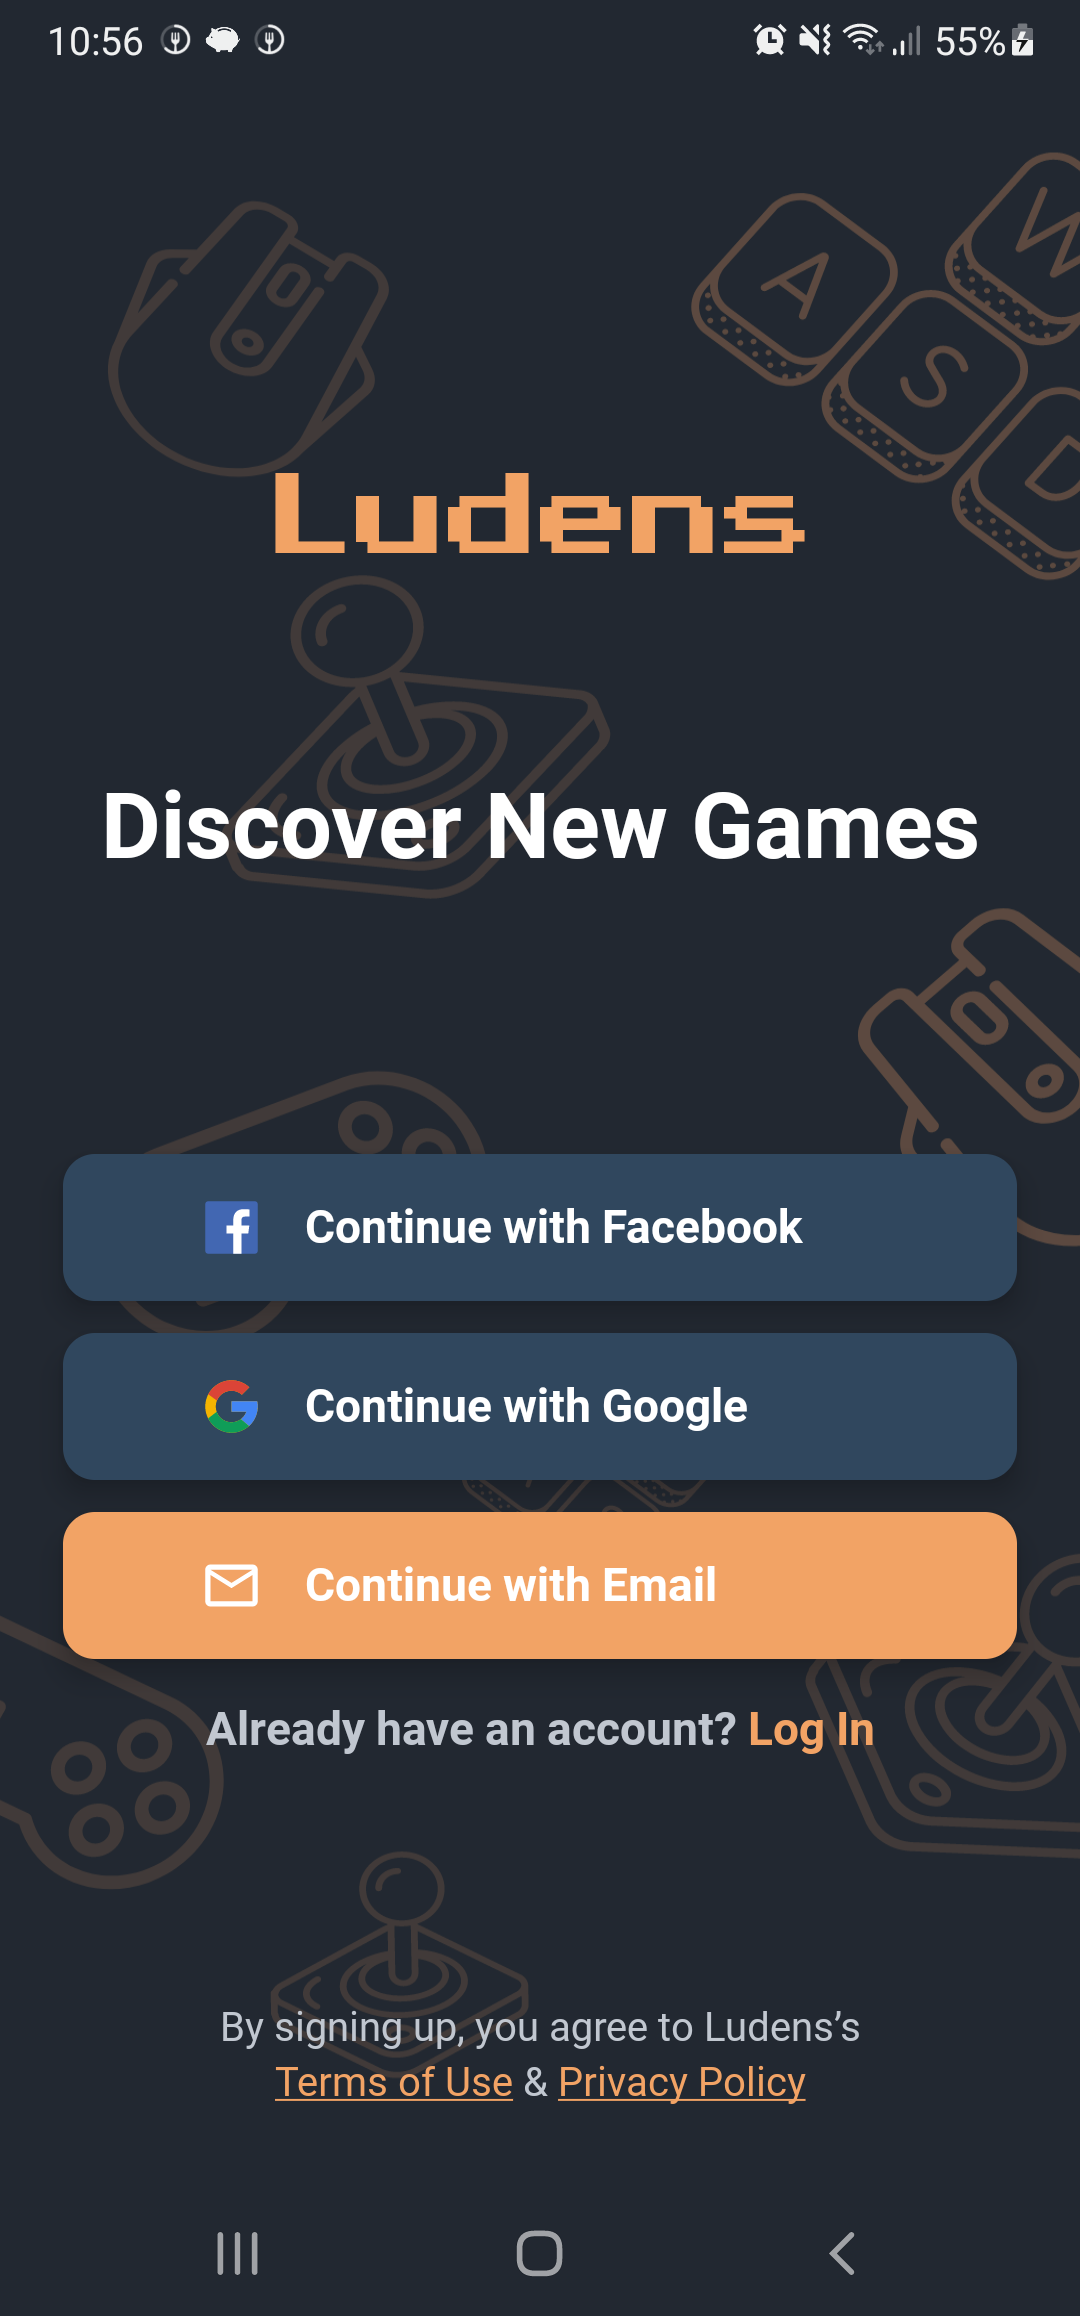 10:56
55%
W
A
S
D
Ludens
Discover New Games
Continue with Facebook
Continue with Google
Continue with Email
Already have an account? Log In
By signing up, you agree to Ludens’s
Terms of Use & Privacy Policy